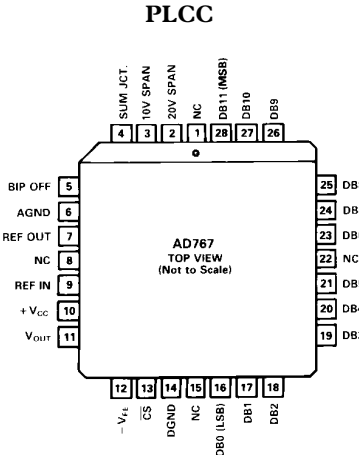 PLCC
SUM JCT.
10V SPAN
20V SPAN
NC
DB11 (MSB)
DB10
DB9
4 3 2 1 28 27 26
BIP OFF 5
AGND 6
REF OUT 7
NC 8
REF IN 9
+ VCC 10
VOUT 11
AD767
TOP VIEW
(Not to Scale)
25
24
23
22 NC
21
20 DB4
19
12 13 14 15 16 17 18
CS
DGND
NC
DB0 (LSB)
DB1
DB2